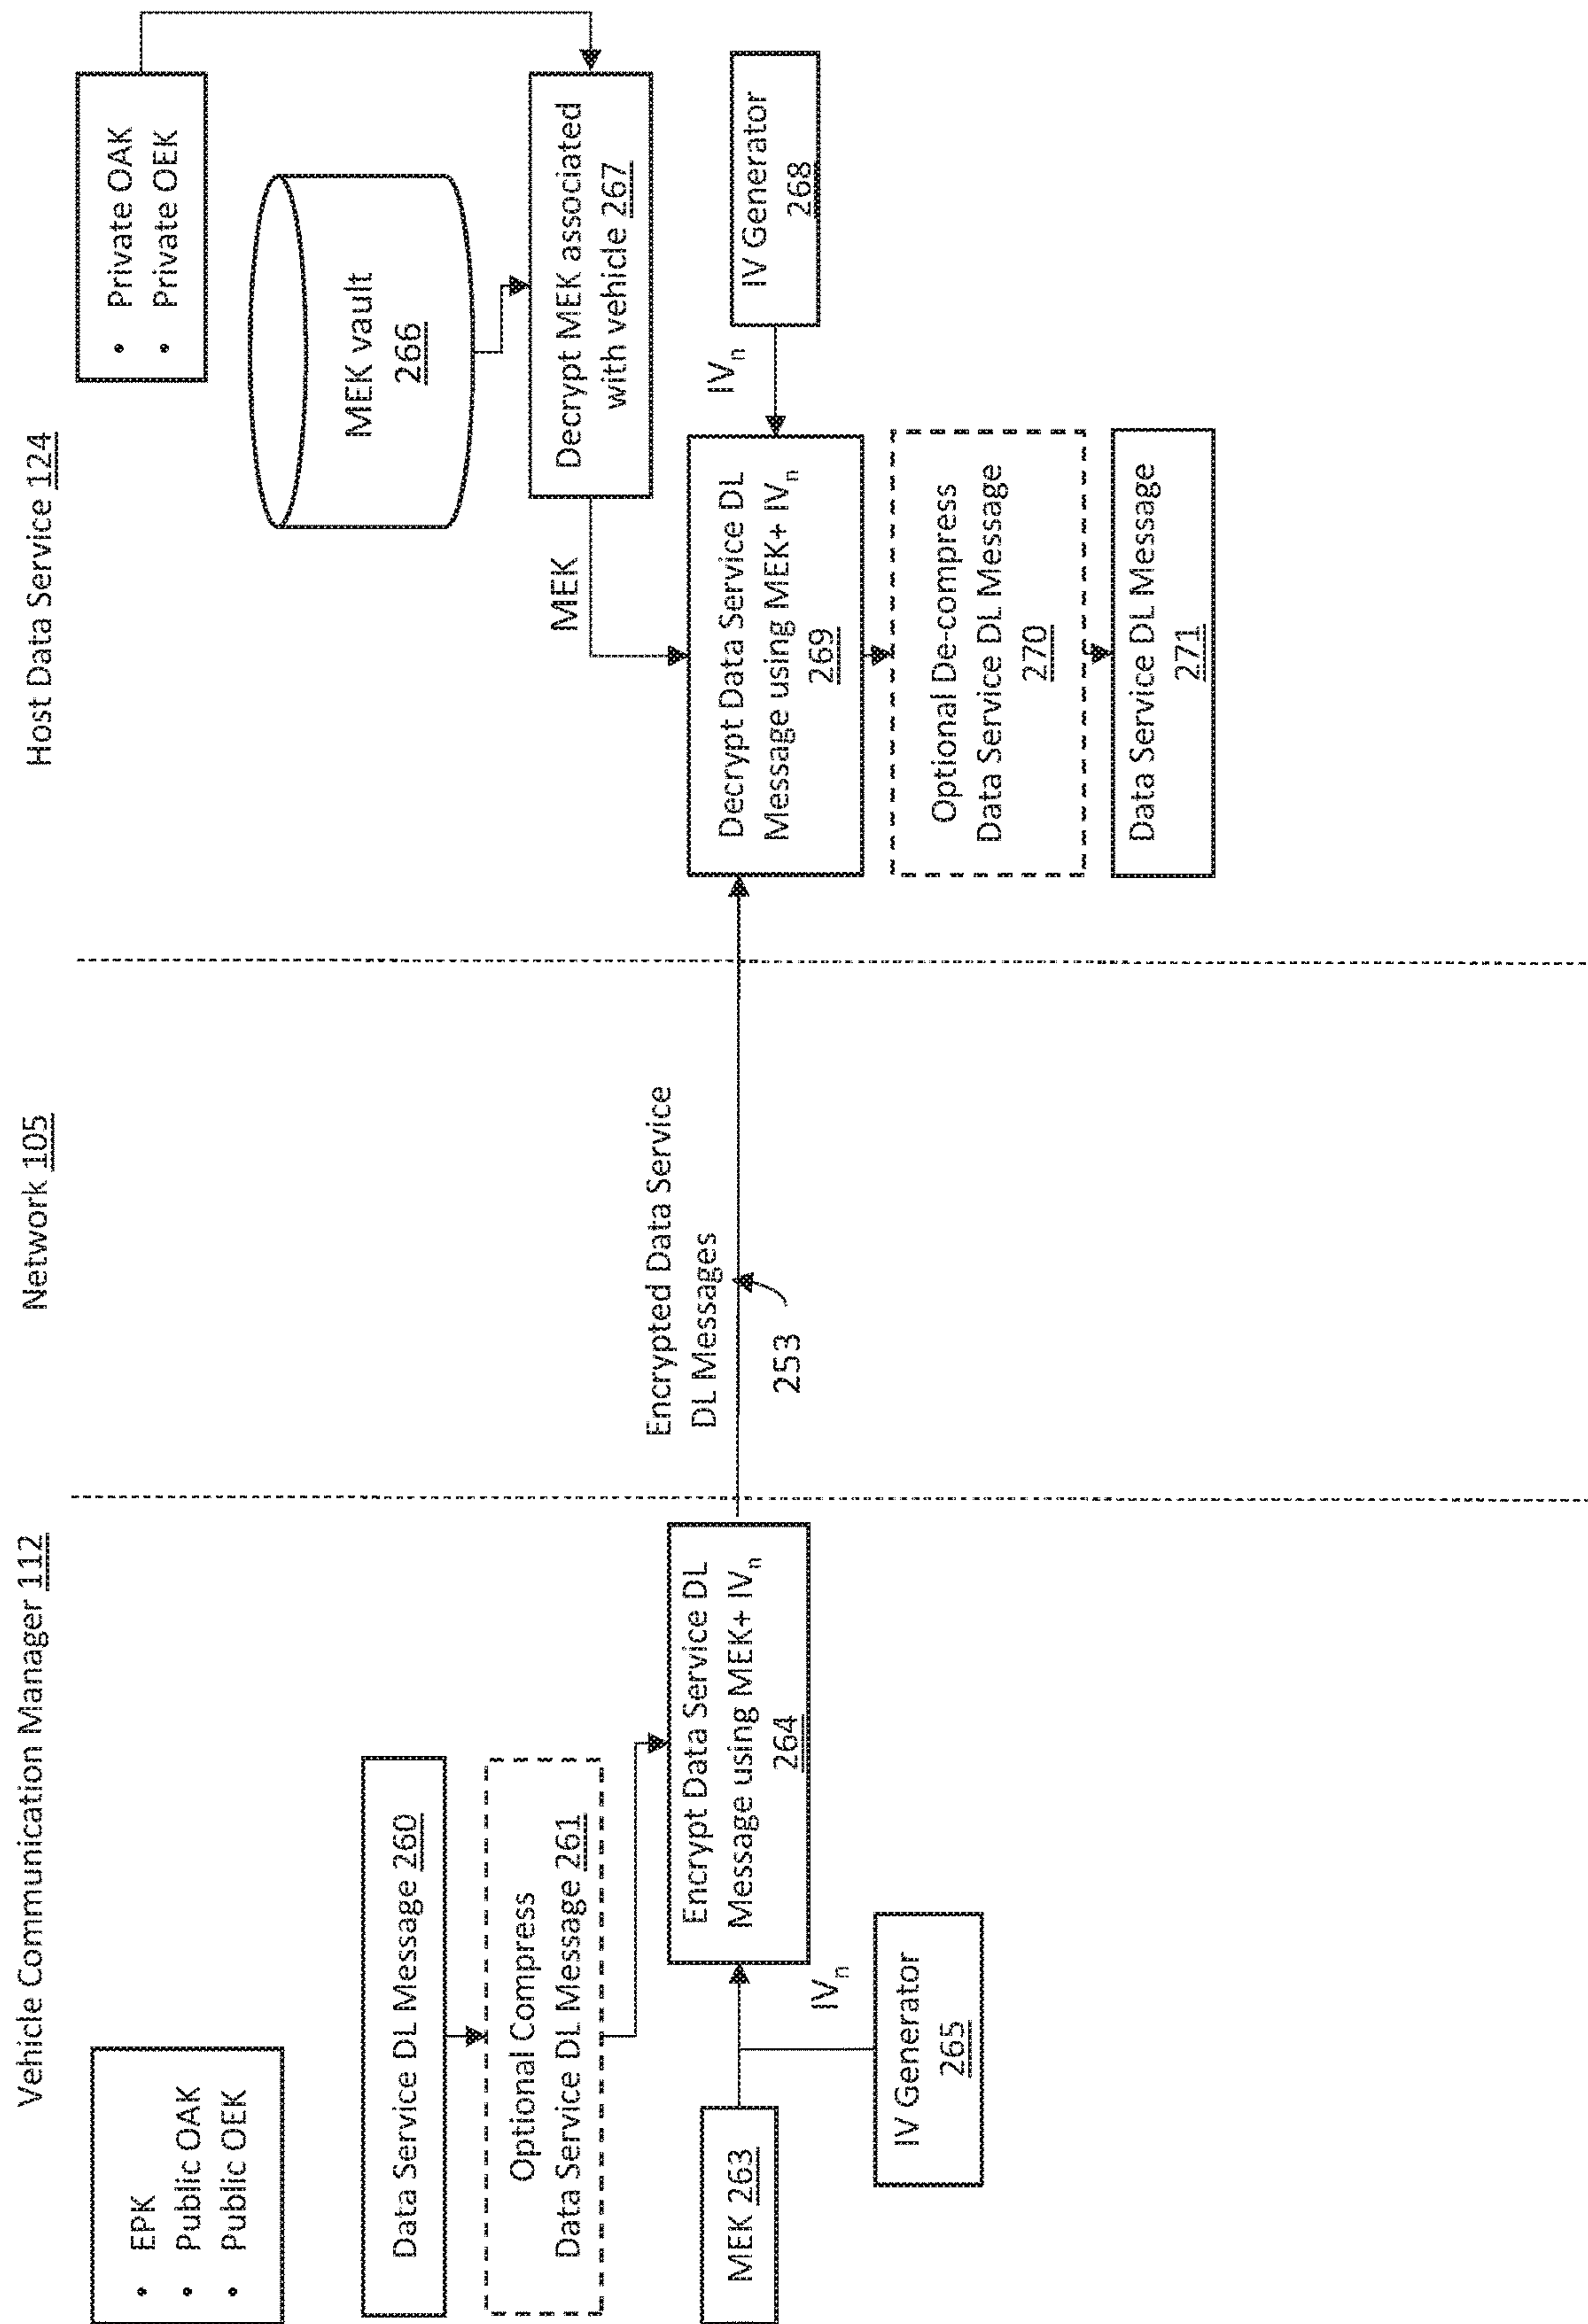 Vehicle Communication Manager 112
Network 105
Host Data Service 124
• EPK
• Public OAK
• Public OEK
Data Service DL Message 260
Optional Compress
Data Service DL Message 261
MEK 263
IVn
IV Generator
265
Encrypt Data Service DL
Message using MEK+ IVn
264
Encrypted Data Service
DL Messages
253
• Private OAK
• Private OEK
MEK vault
266
Decrypt MEK associated
with vehicle 267
MEK
IVn
IV Generator
268
Decrypt Data Service DL
Message using MEK+ IVn
269
Optional De-compress
Data Service DL Message
270
Data Service DL Message
271